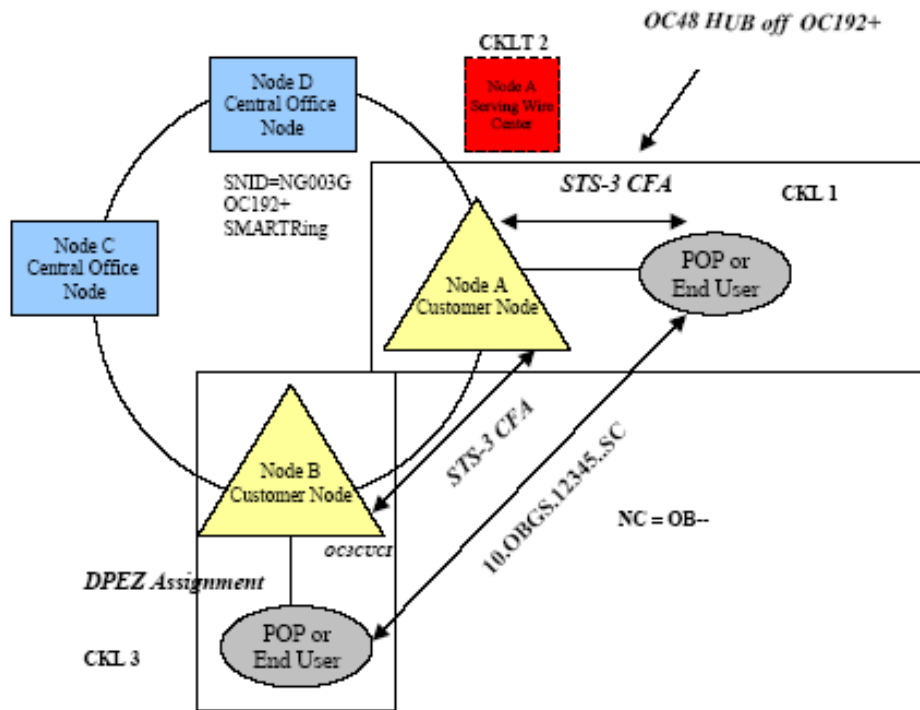 OC48 HUB off OC192+
CKLT 2
Node D
Central Office
Node
Node A
Serving Wire
Center
SNID=NG003G
OC192+
SMARTRing
STS-3 CFA
CKL 1
Node C
Central Office
Node
Node A
Customer Node
POP or
End User
STS-3 CFA
10.OBGS.12345..SC
Node B
Customer Node
NC = OB--
OC3CUCI
DPEZ Assignment
POP or
End User
CKL 3